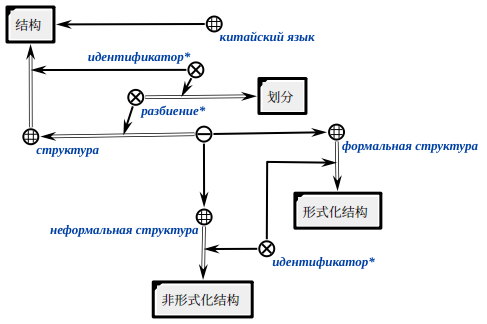 结构
китайский язык
идентификатор*
разбиение*
划分
структура
формальная структура
形式化结构
неформальная структура
идентификатор*
非形式化结构